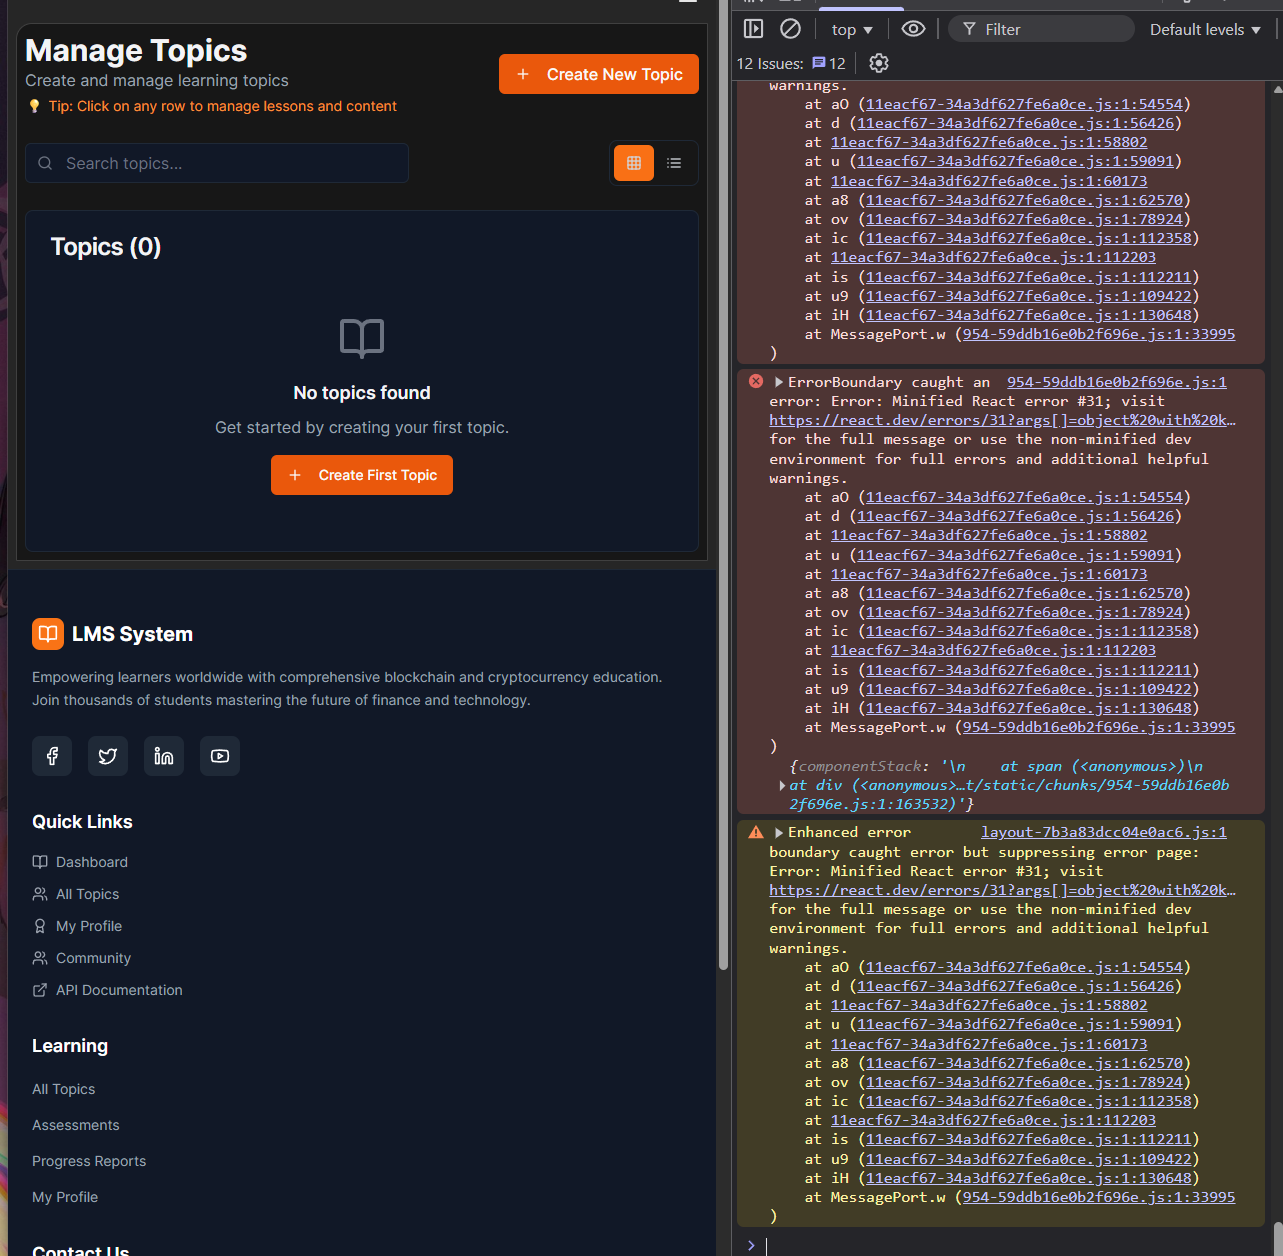 Manage Topics
Create and manage learning topics
Tip: Click on any row to manage lessons and content
Create New Topic
Search topics...
Topics (0)
No topics found
Get started by creating your first topic.
Create First Topic
LMS System
Empowering learners worldwide with comprehensive blockchain and cryptocurrency education.
Join thousands of students mastering the future of finance and technology.
Quick Links
Dashboard
All Topics
My Profile
Community
API Documentation
Learning
All Topics
Assessments
Progress Reports
My Profile
Contact Us
top
Filter
Default levels
12 Issues: 12
warnings.
at aO (11eacf67-34a3df627fe6a0ce.js:1:54554)
at d (11eacf67-34a3df627fe6a0ce.js:1:56426)
at 11eacf67-34a3df627fe6a0ce.js:1:58802
at u (11eacf67-34a3df627fe6a0ce.js:1:59091)
at 11eacf67-34a3df627fe6a0ce.js:1:60173
at a8 (11eacf67-34a3df627fe6a0ce.js:1:62570)
at ov (11eacf67-34a3df627fe6a0ce.js:1:78924)
at ic (11eacf67-34a3df627fe6a0ce.js:1:112358)
at 11eacf67-34a3df627fe6a0ce.js:1:112203
at is (11eacf67-34a3df627fe6a0ce.js:1:112211)
at u9 (11eacf67-34a3df627fe6a0ce.js:1:109422)
at iH (11eacf67-34a3df627fe6a0ce.js:1:130648)
at MessagePort.w (954-59ddb16e0b2f696e.js:1:33995
)
ErrorBoundary caught an 954-59ddb16e0b2f696e.js:1
error: Error: Minified React error #31; visit
https://react.dev/errors/31?args[]=object%20with%20k…
for the full message or use the non-minified dev
environment for full errors and additional helpful
warnings.
at aO (11eacf67-34a3df627fe6a0ce.js:1:54554)
at d (11eacf67-34a3df627fe6a0ce.js:1:56426)
at 11eacf67-34a3df627fe6a0ce.js:1:58802
at u (11eacf67-34a3df627fe6a0ce.js:1:59091)
at 11eacf67-34a3df627fe6a0ce.js:1:60173
at a8 (11eacf67-34a3df627fe6a0ce.js:1:62570)
at ov (11eacf67-34a3df627fe6a0ce.js:1:78924)
at ic (11eacf67-34a3df627fe6a0ce.js:1:112358)
at 11eacf67-34a3df627fe6a0ce.js:1:112203
at is (11eacf67-34a3df627fe6a0ce.js:1:112211)
at u9 (11eacf67-34a3df627fe6a0ce.js:1:109422)
at iH (11eacf67-34a3df627fe6a0ce.js:1:130648)
at MessagePort.w (954-59ddb16e0b2f696e.js:1:33995
)
{componentStack: '\n    at span (<anonymous>)\n
at div (<anonymous>…t/static/chunks/954-59ddb16e0b
2f696e.js:1:163532)'}
Enhanced error layout-7b3a83dcc04e0ac6.js:1
boundary caught error but suppressing error page:
Error: Minified React error #31; visit
https://react.dev/errors/31?args[]=object%20with%20k…
for the full message or use the non-minified dev
environment for full errors and additional helpful
warnings.
at aO (11eacf67-34a3df627fe6a0ce.js:1:54554)
at d (11eacf67-34a3df627fe6a0ce.js:1:56426)
at 11eacf67-34a3df627fe6a0ce.js:1:58802
at u (11eacf67-34a3df627fe6a0ce.js:1:59091)
at 11eacf67-34a3df627fe6a0ce.js:1:60173
at a8 (11eacf67-34a3df627fe6a0ce.js:1:62570)
at ov (11eacf67-34a3df627fe6a0ce.js:1:78924)
at ic (11eacf67-34a3df627fe6a0ce.js:1:112358)
at 11eacf67-34a3df627fe6a0ce.js:1:112203
at is (11eacf67-34a3df627fe6a0ce.js:1:112211)
at u9 (11eacf67-34a3df627fe6a0ce.js:1:109422)
at iH (11eacf67-34a3df627fe6a0ce.js:1:130648)
at MessagePort.w (954-59ddb16e0b2f696e.js:1:33995
)